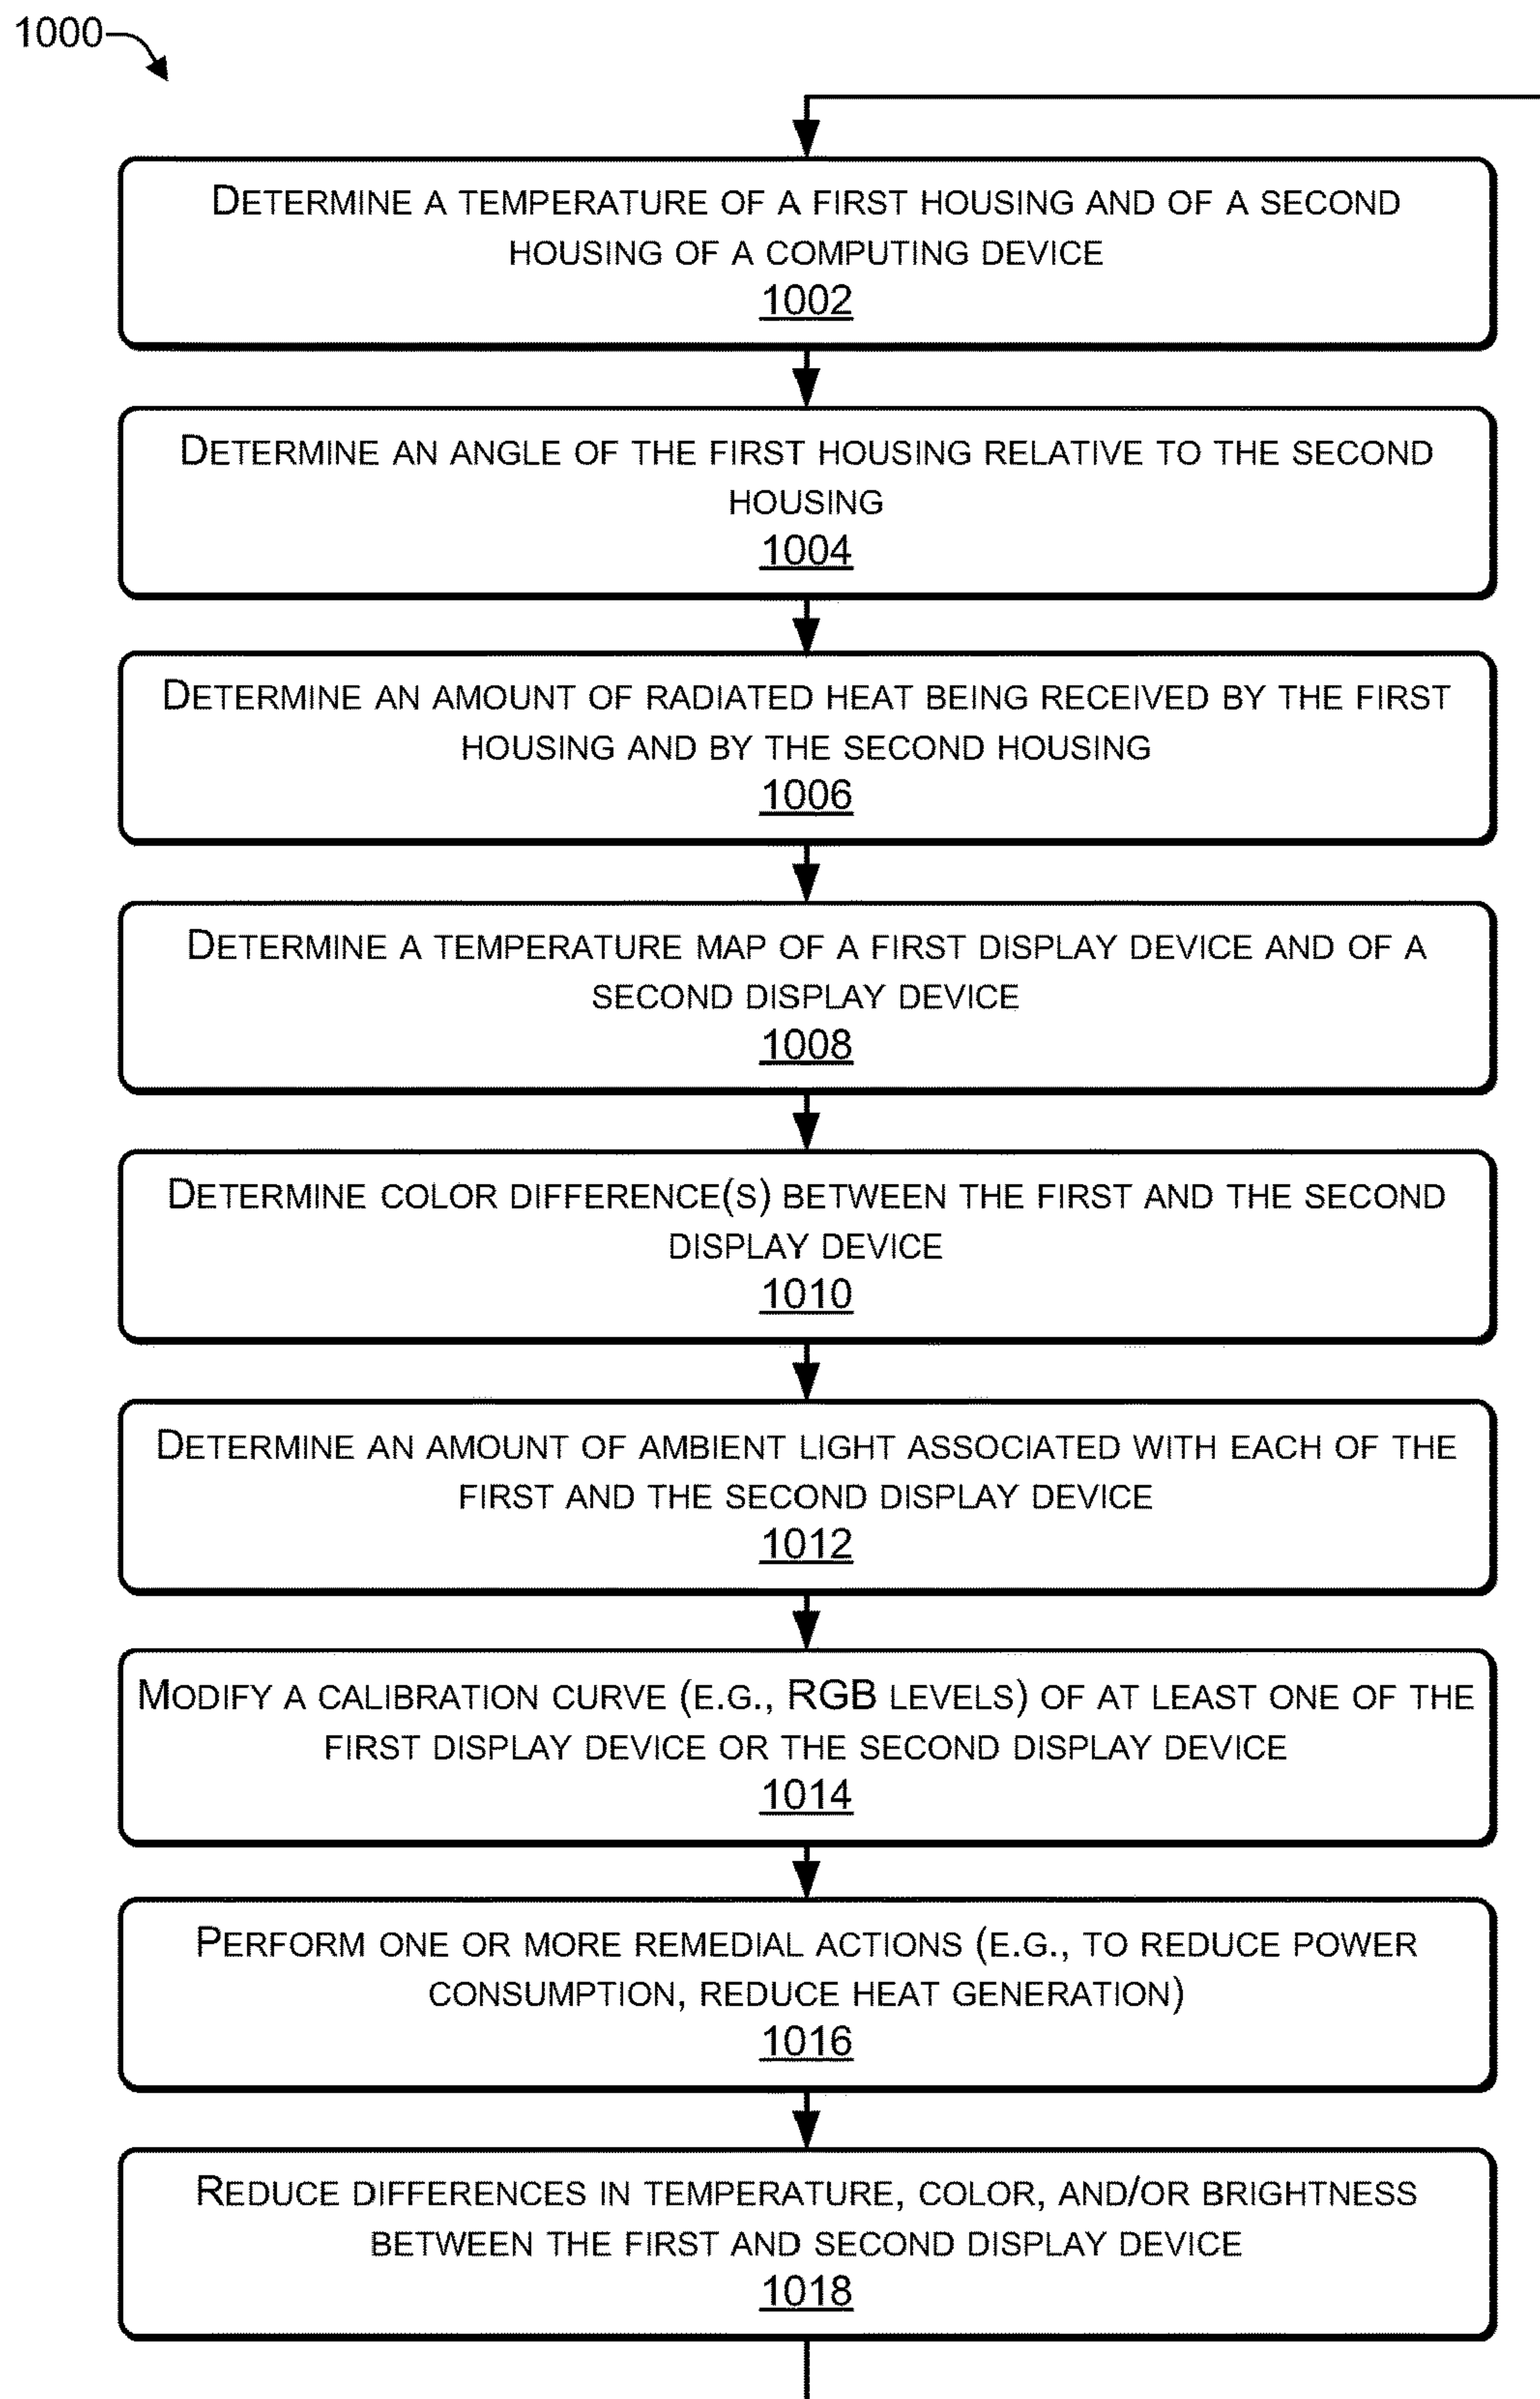 1000
DETERMINE A TEMPERATURE OF A FIRST HOUSING AND OF A SECOND
HOUSING OF A COMPUTING DEVICE
1002
DETERMINE AN ANGLE OF THE FIRST HOUSING RELATIVE TO THE SECOND
HOUSING
1004
DETERMINE AN AMOUNT OF RADIATED HEAT BEING RECEIVED BY THE FIRST
HOUSING AND BY THE SECOND HOUSING
1006
DETERMINE A TEMPERATURE MAP OF A FIRST DISPLAY DEVICE AND OF A
SECOND DISPLAY DEVICE
1008
DETERMINE COLOR DIFFERENCE(S) BETWEEN THE FIRST AND THE SECOND
DISPLAY DEVICE
1010
DETERMINE AN AMOUNT OF AMBIENT LIGHT ASSOCIATED WITH EACH OF THE
FIRST AND THE SECOND DISPLAY DEVICE
1012
MODIFY A CALIBRATION CURVE (E.G., RGB LEVELS) OF AT LEAST ONE OF THE
FIRST DISPLAY DEVICE OR THE SECOND DISPLAY DEVICE
1014
PERFORM ONE OR MORE REMEDIAL ACTIONS (E.G., TO REDUCE POWER
CONSUMPTION, REDUCE HEAT GENERATION)
1016
REDUCE DIFFERENCES IN TEMPERATURE, COLOR, AND/OR BRIGHTNESS
BETWEEN THE FIRST AND SECOND DISPLAY DEVICE
1018